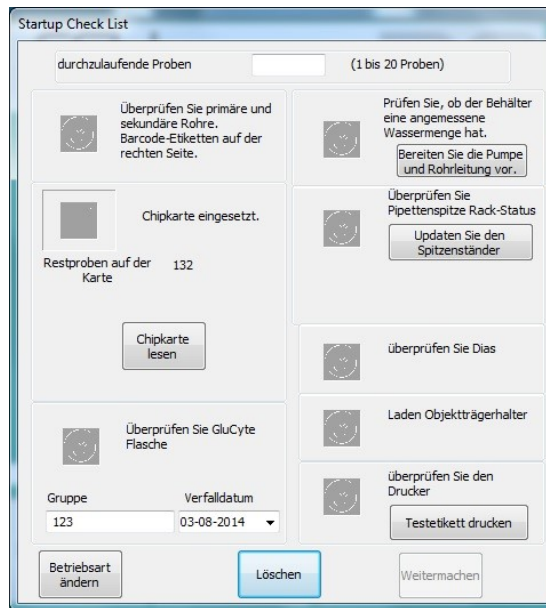 Startup Check List
durchzulaufende Proben (1 bis 20 Proben)
Überprüfen Sie primäre und
sekundäre Rohre.
Barcode-Etiketten auf der
rechten Seite.
Prüfen Sie, ob der Behälter
eine angemessene
Wassermenge hat.
Bereiten Sie die Pumpe
und Rohrleitung vor.
Chipkarte eingesetzt.
Restproben auf der
Karte
132
Chipkarte
lesen
Überprüfen Sie
Pipettenspitze Rack-Status
Updaten Sie den
Spitzenständer
überprüfen Sie Dias
Laden Objektträgerhalter
Überprüfen Sie GluCyte
Flasche
Gruppe
123
Verfalldatum
03-08-2014
überprüfen Sie den
Drucker
Testetikett drucken
Betriebsart
ändern
Löschen
Weitermachen